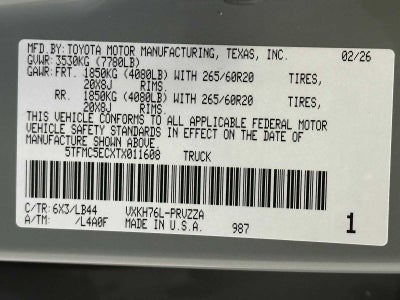 MFD.BY:TOYOTA MOTOR MANUFACTURING, TEXAS, INC. 02/26
GVWR:3530KG (7780LB)
GAWR:FRT. 1850KG (4080LB) WITH 265/60R20 TIRES,
20X8J RIMS,
RR. 1850KG (4080LB) WITH 265/60R20 TIRES,
20X8J RIMS,
THIS VEHICLE CONFORMS TO ALL APPLICABLE FEDERAL MOTOR
VEHICLE SAFETY STANDARDS IN EFFECT ON THE DATE OF
MANUFACTURE SHOWN ABOVE.
5TFMC5ECXTX011608 TRUCK
C/TR:6X3/LB44 VXKH76L-PRVZZA
A/TM: /L4A0F MADE IN U.S.A. 987 1